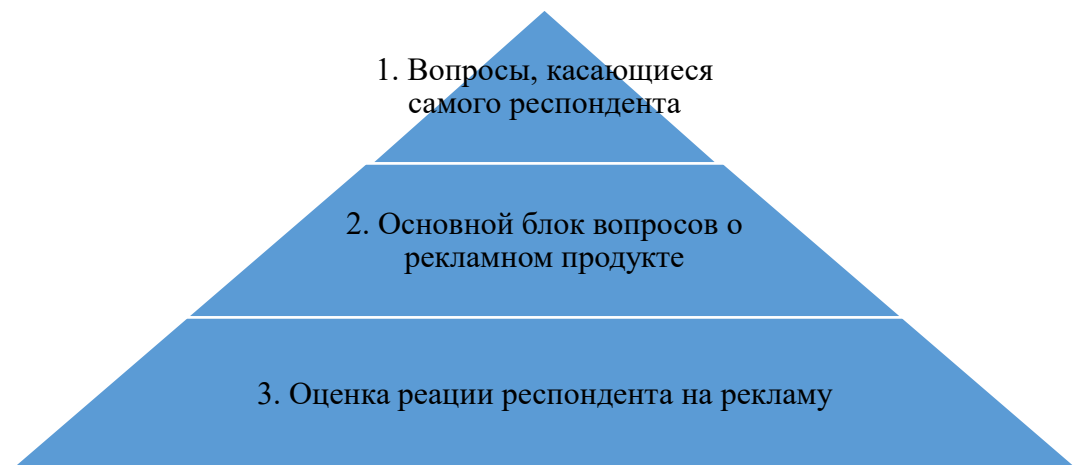 1. Вопросы, касающиеся
самого респондента
2. Основной блок вопросов о
рекламном продукте
3. Оценка реации респондента на рекламу